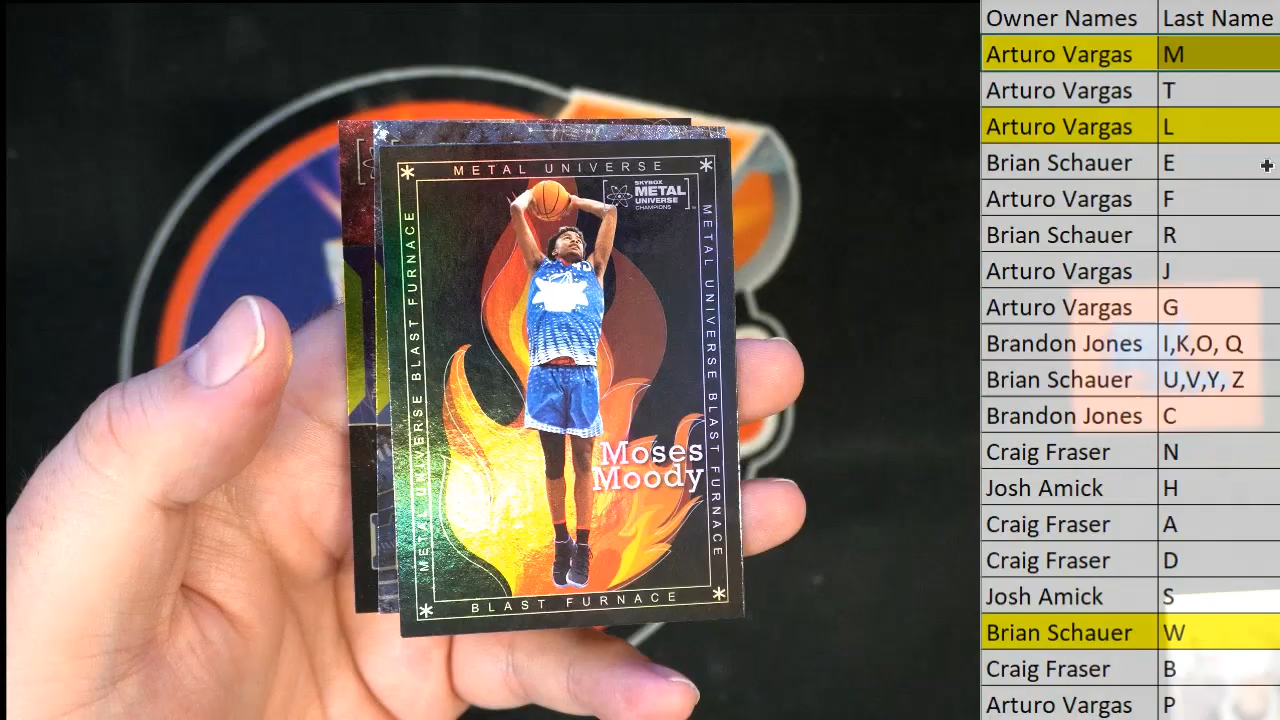 METAL UNIVERSE
SKYBOX
METAL
UNIVERSE
CHAMPIONS
METAL UNIVERSE BLAST FURNACE
METAL UNIVERSE BLAST FURNACE
Moses
Moody
BLAST FURNACE
Owner Names Last Name
Arturo Vargas M
Arturo Vargas T
Arturo Vargas L
Brian Schauer E
Arturo Vargas F
Brian Schauer R
Arturo Vargas J
Arturo Vargas G
Brandon Jones I,K,O, Q
Brian Schauer U,V,Y, Z
Brandon Jones C
Craig Fraser N
Josh Amick H
Craig Fraser A
Craig Fraser D
Josh Amick S
Brian Schauer W
Craig Fraser B
Arturo Vargas P